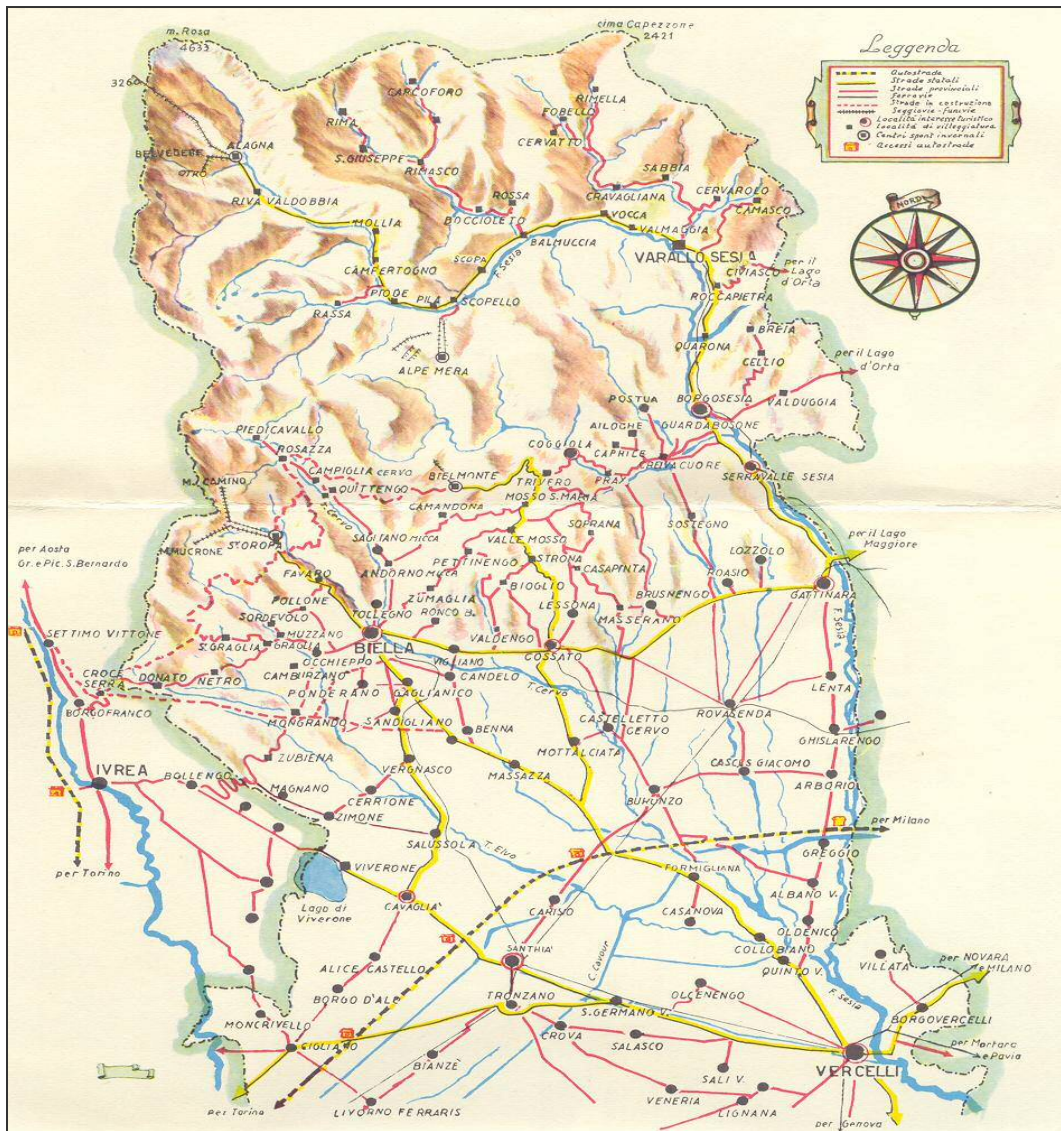 m. Rosa
4633
cima Capezzone
2421
Leggenda
Autostrade
Strade statali
Strade provinciali
Ferrovie
Strade in costruzione
Seggiovie - funivie
Località interesse turistico
Località di villeggiatura
Centri sport invernali
Accessi autostrade
NORD
3260
CARCOFORO
RIMELLA
FOBELLO
RIMA
CERVATTO
ALAGNA
BELVEDERE
OTRO
S.GIUSEPPE
RIMASCO
SABBIA
RIVA VALDOBBIA
ROSSA
CRAVAGLIANA
CERVAROLO
CAMASCO
BOCCIOLETO
VOCCA
MOLLIA
VALMAGGIA
BALMUCCIA
VARALLO SESIA
SCOPA
F. Sesia
CAMPERTOGNO
CIVIASCO
per il
Lago
d'Orta
PIODE
PILA
SCOPELLO
ROCCAPIETRA
RASSA
BREIA
QUARONA
CELLIO
per il Lago
d'Orta
ALPE MERA
BORGOSESIA
POSTUA
VALDUGGIA
AILOCHE
GUARDABOSONE
PIEDICAVALLO
COGGIOLA
CAPRILE
ROSAZZA
CREVACUORE
CAMPIGLIA CERVO
BIELMONTE
TRIVERO
PRAY
SERRAVALLE SESIA
M. CAMINO
QUITTENGO
MOSSO S.MARIA
T. Cervo
CAMANDONA
SOPRANA
SOSTEGNO
M.MUCRONE
S.OROPA
SAGLIANO MICCA
VALLE MOSSO
per il Lago
Maggiore
per Aosta
Gr. e Pic. S. Bernardo
PETTINENGO
STRONA
LOZZOLO
FAVARO
ANDORNO MICCA
CASAPINTA
ROASIO
BIOGLIO
GATTINARA
POLLONE
ZUMAGLIA
BRUSNENGO
SORDEVOLO
TOLLEGNO
RONCO B.
LESSONA
MASSERANO
F. Sesia
SETTIMO VITTONE
MUZZANO
S.GRAGLIA
GRAGLIA
BIELLA
VALDENGO
OCCHIEPPO
VIGLIANO
COSSATO
CROCE
SERRA
DONATO
NETRO
CAMBURZANO
CANDELO
PONDERANO
GAGLIANICO
T. Cervo
LENTA
BORGOFRANCO
MONGRANDO
SANDIGLIANO
CASTELLETTO
CERVO
ROVASENDA
BENNA
GHISLARENGO
ZUBIENA
MOTTALCIATA
VERGNASCO
MASSAZZA
CASC. S. GIACOMO
IVREA
BOLLENGO
ARBORIO
MAGNANO
CERRIONE
BURONZO
ZIMONE
per Milano
SALUSSOLA
T. Elvo
GREGGIO
per Torino
VIVERONE
FORMIGLIANA
ALBANO V.
Lago di
Viverone
CAVAGLIA'
CARISIO
CASANOVA
OLDENICO
COLLOBIANO
SANTHIA'
C. Cavour
ALICE CASTELLO
QUINTO V.
VILLATA
per NOVARA
e MILANO
BORGO D'ALE
TRONZANO
OLCENENGO
F. Sesia
S.GERMANO V.
BORGOVERCELLI
MONCRIVELLO
CROVA
SALASCO
per Mortara
e Pavia
CIGLIANO
BIANZÈ
VERCELLI
SALI V.
VENERIA
per Torino
LIVORNO FERRARIS
LIGNANA
per Genova